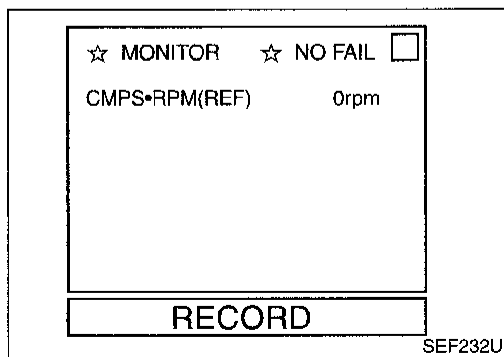 ☆ MONITOR ☆ NO FAIL
CMPS•RPM(REF) 0rpm
RECORD
SEF232U